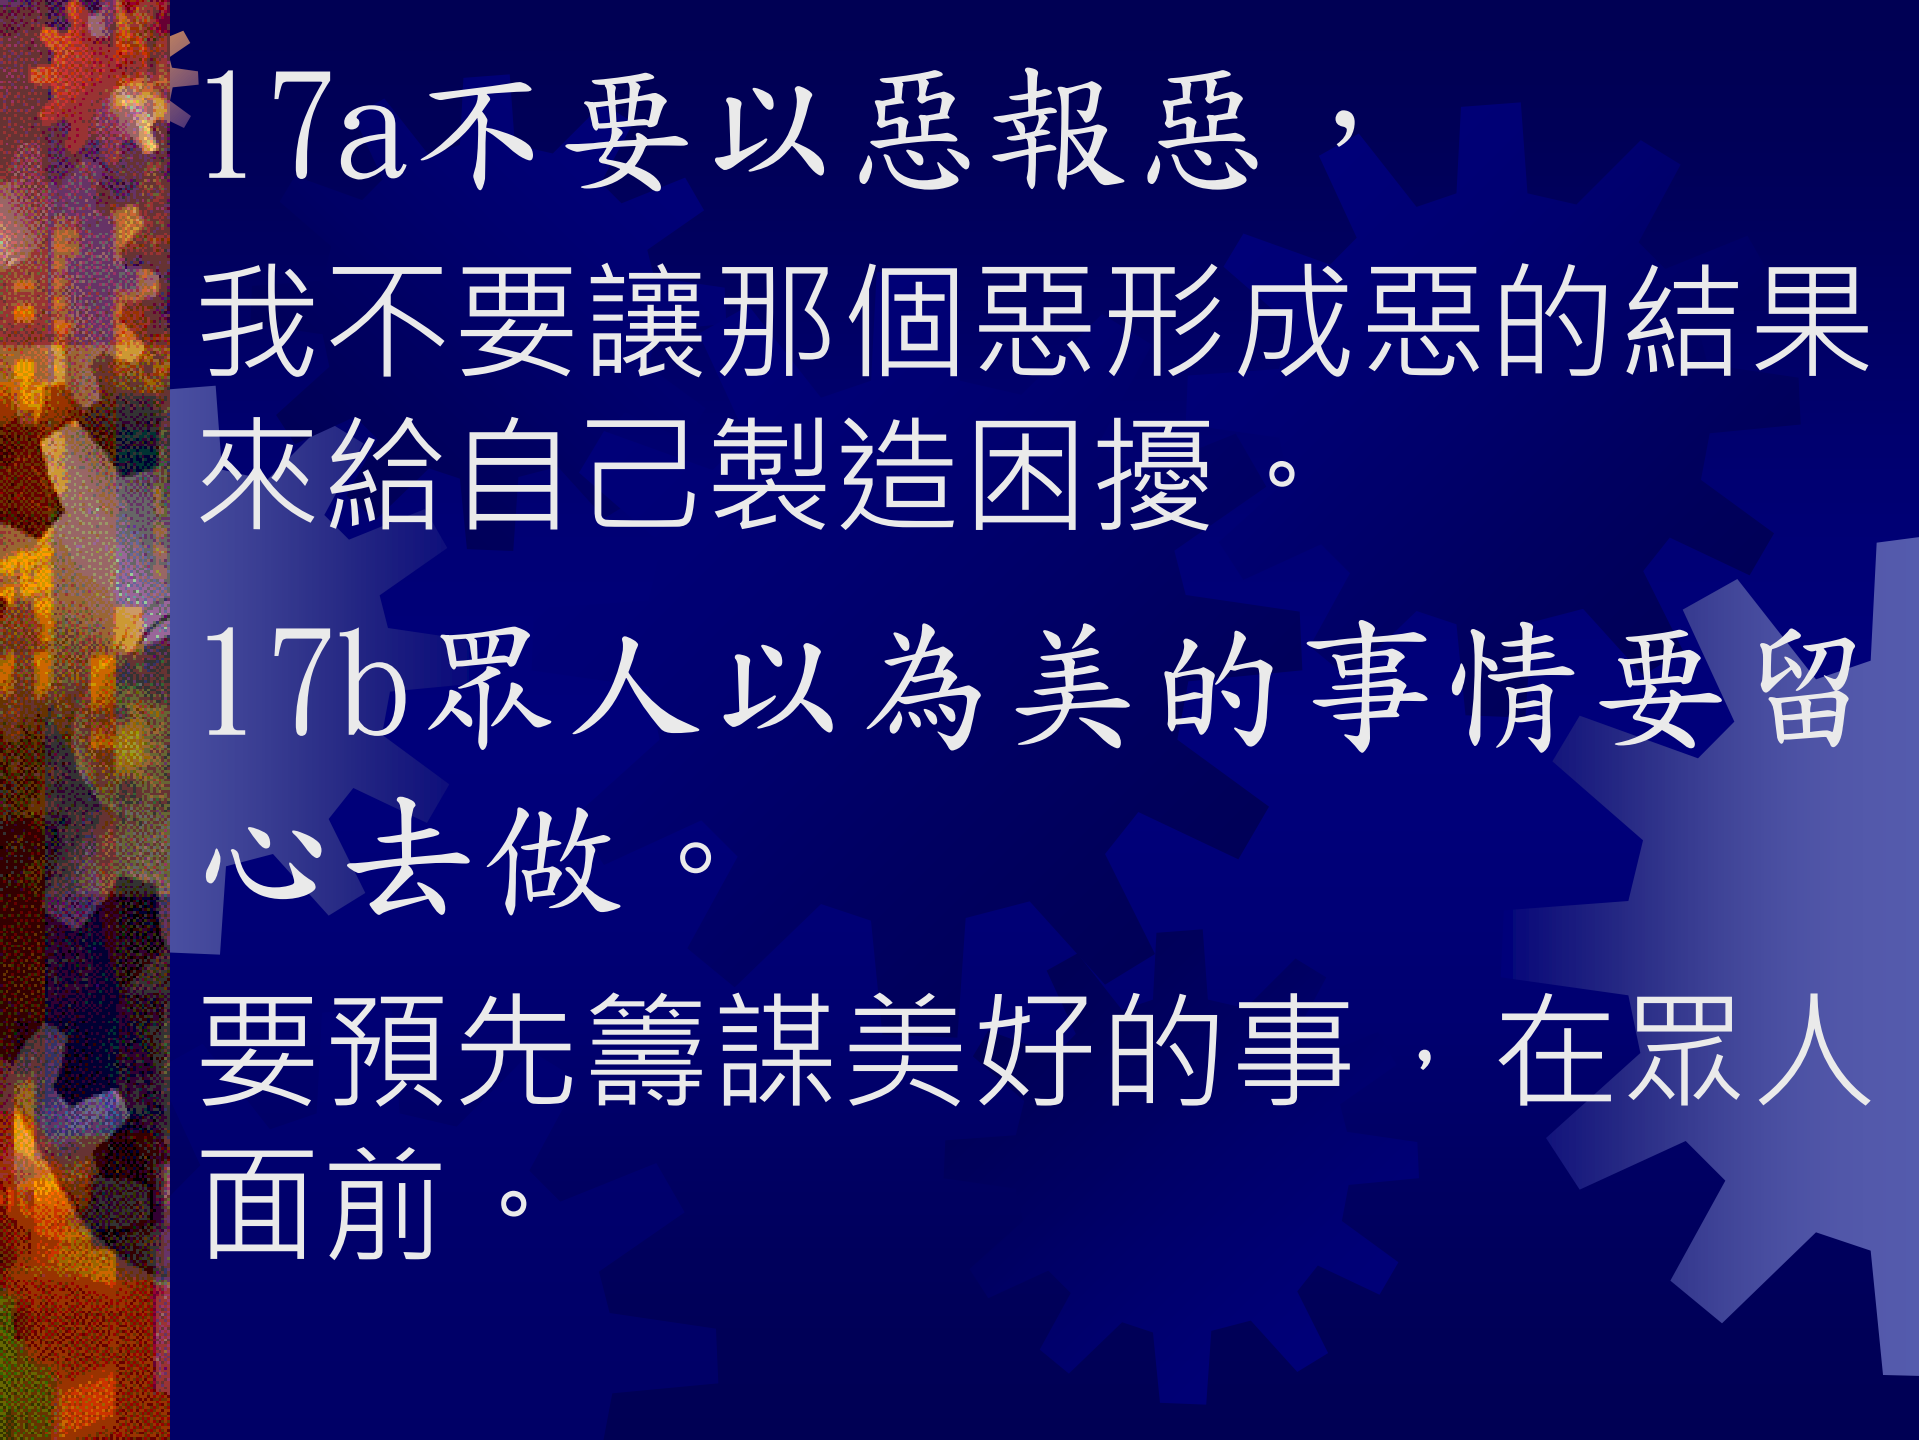 17a不要以惡報惡，
我不要讓那個惡形成惡的結果
來給自己製造困擾。
17b眾人以為美的事情要留
心去做。
要預先籌謀美好的事，在眾人
面前。